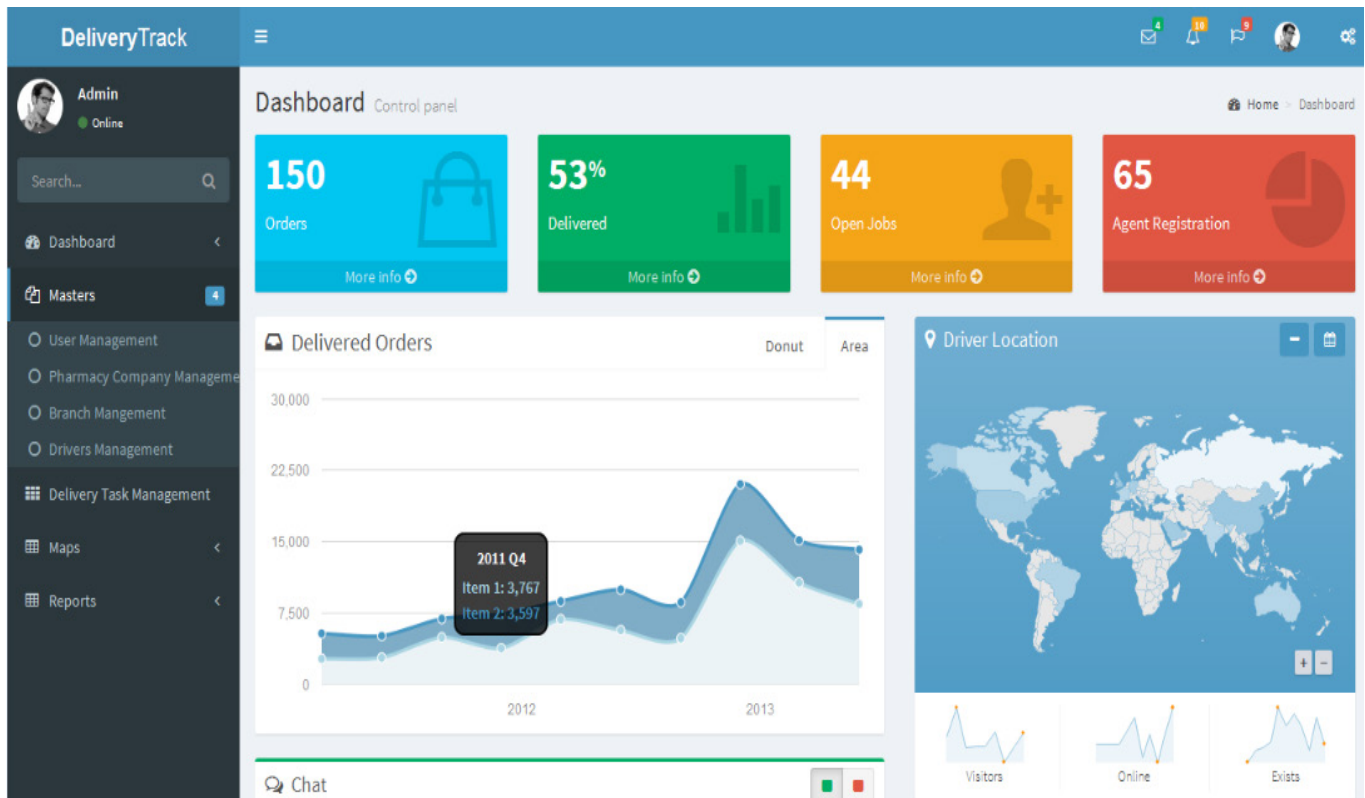 DeliveryTrack
4
10
9
Admin
Online
Search...
Dashboard
Masters
4
User Management
Pharmacy Company Manageme
Branch Mangement
Drivers Management
Delivery Task Management
Maps
Reports
Dashboard Control panel
Home > Dashboard
150
Orders
More info
53%
Delivered
More info
44
Open Jobs
More info
65
Agent Registration
More info
Delivered Orders
Donut
Area
30,000
22,500
15,000
7,500
0
2011 Q4
Item 1: 3,767
Item 2: 3,597
2012
2013
Driver Location
+
-
Visitors
Online
Exists
Chat